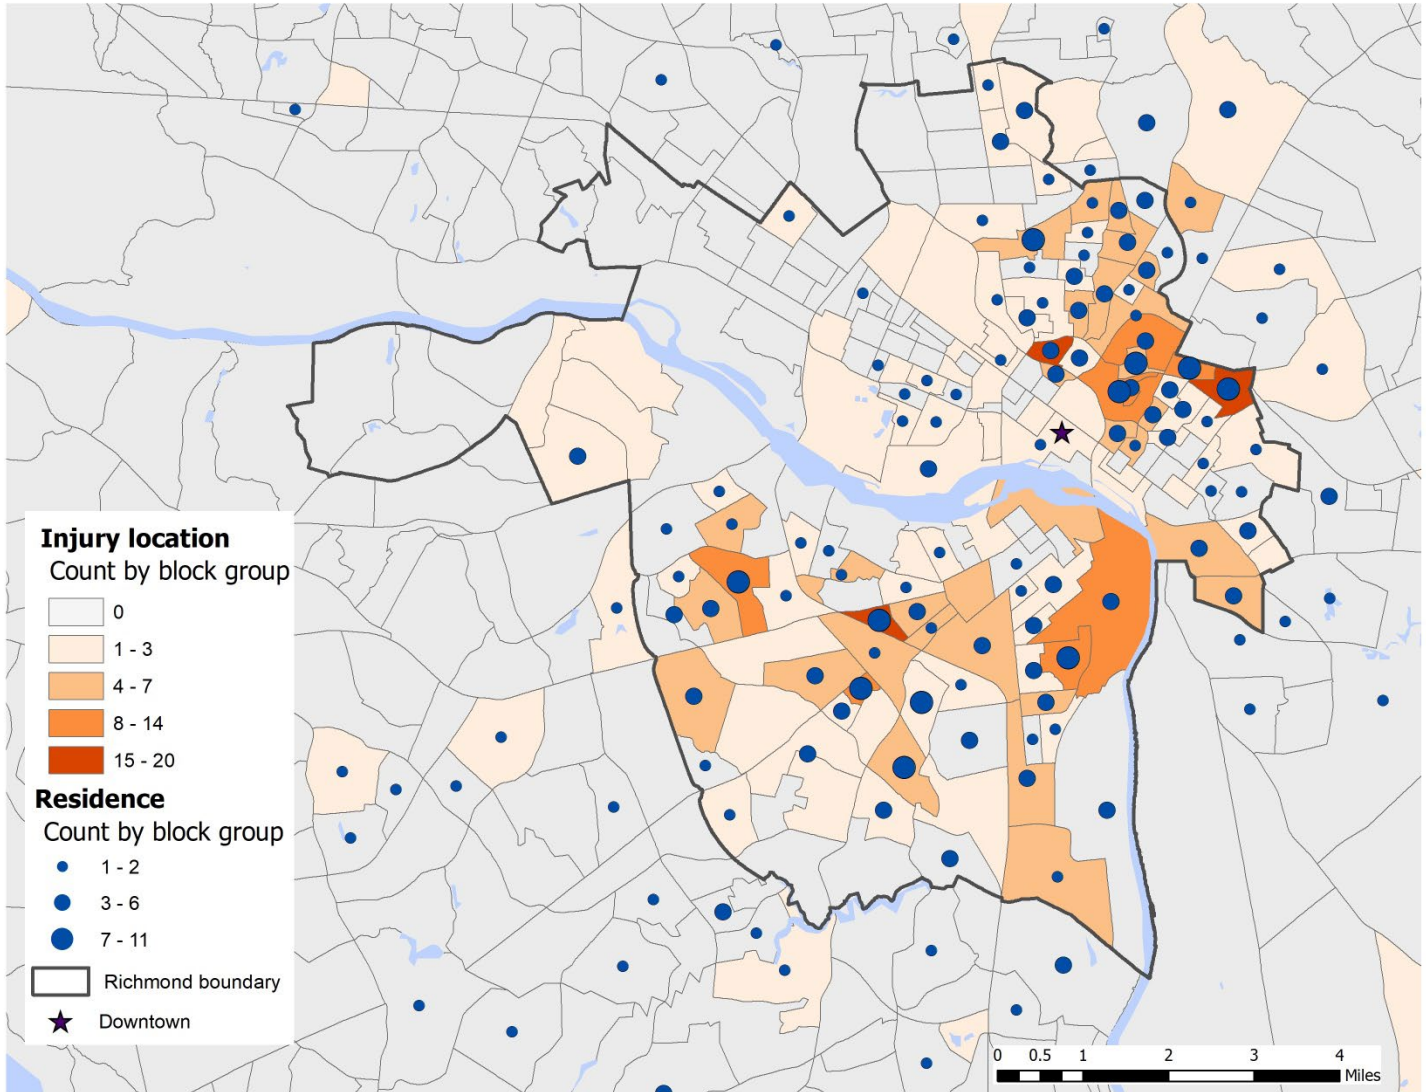 Injury location
Count by block group
0
1 - 3
4 - 7
8 - 14
15 - 20
Residence
Count by block group
1 - 2
3 - 6
7 - 11
Richmond boundary
Downtown
0 0.5 1 2 3 4
Miles